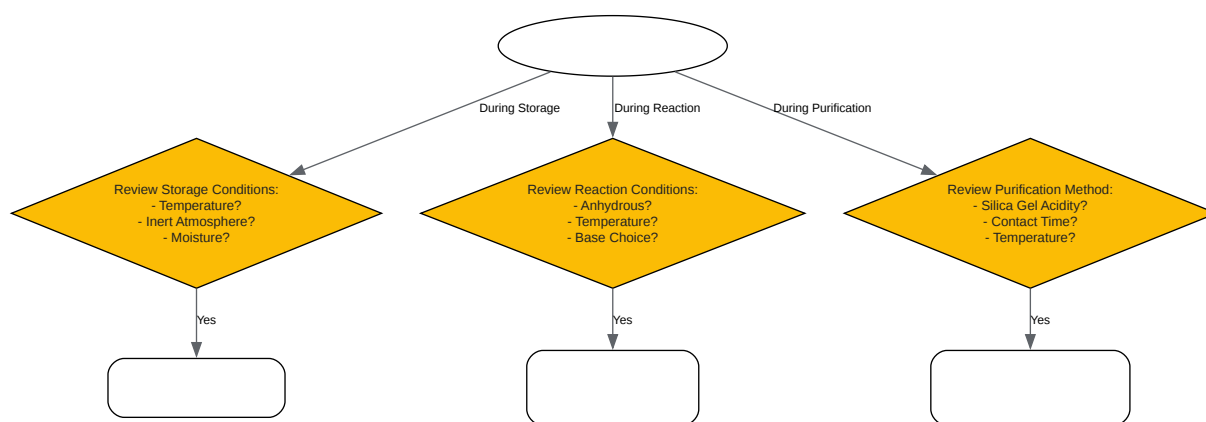 During Storage
During Reaction
During Purification
Review Storage Conditions:
- Temperature?
- Inert Atmosphere?
- Moisture?
Review Reaction Conditions:
- Anhydrous?
- Temperature?
- Base Choice?
Review Purification Method:
- Silica Gel Acidity?
- Contact Time?
- Temperature?
Yes
Yes
Yes